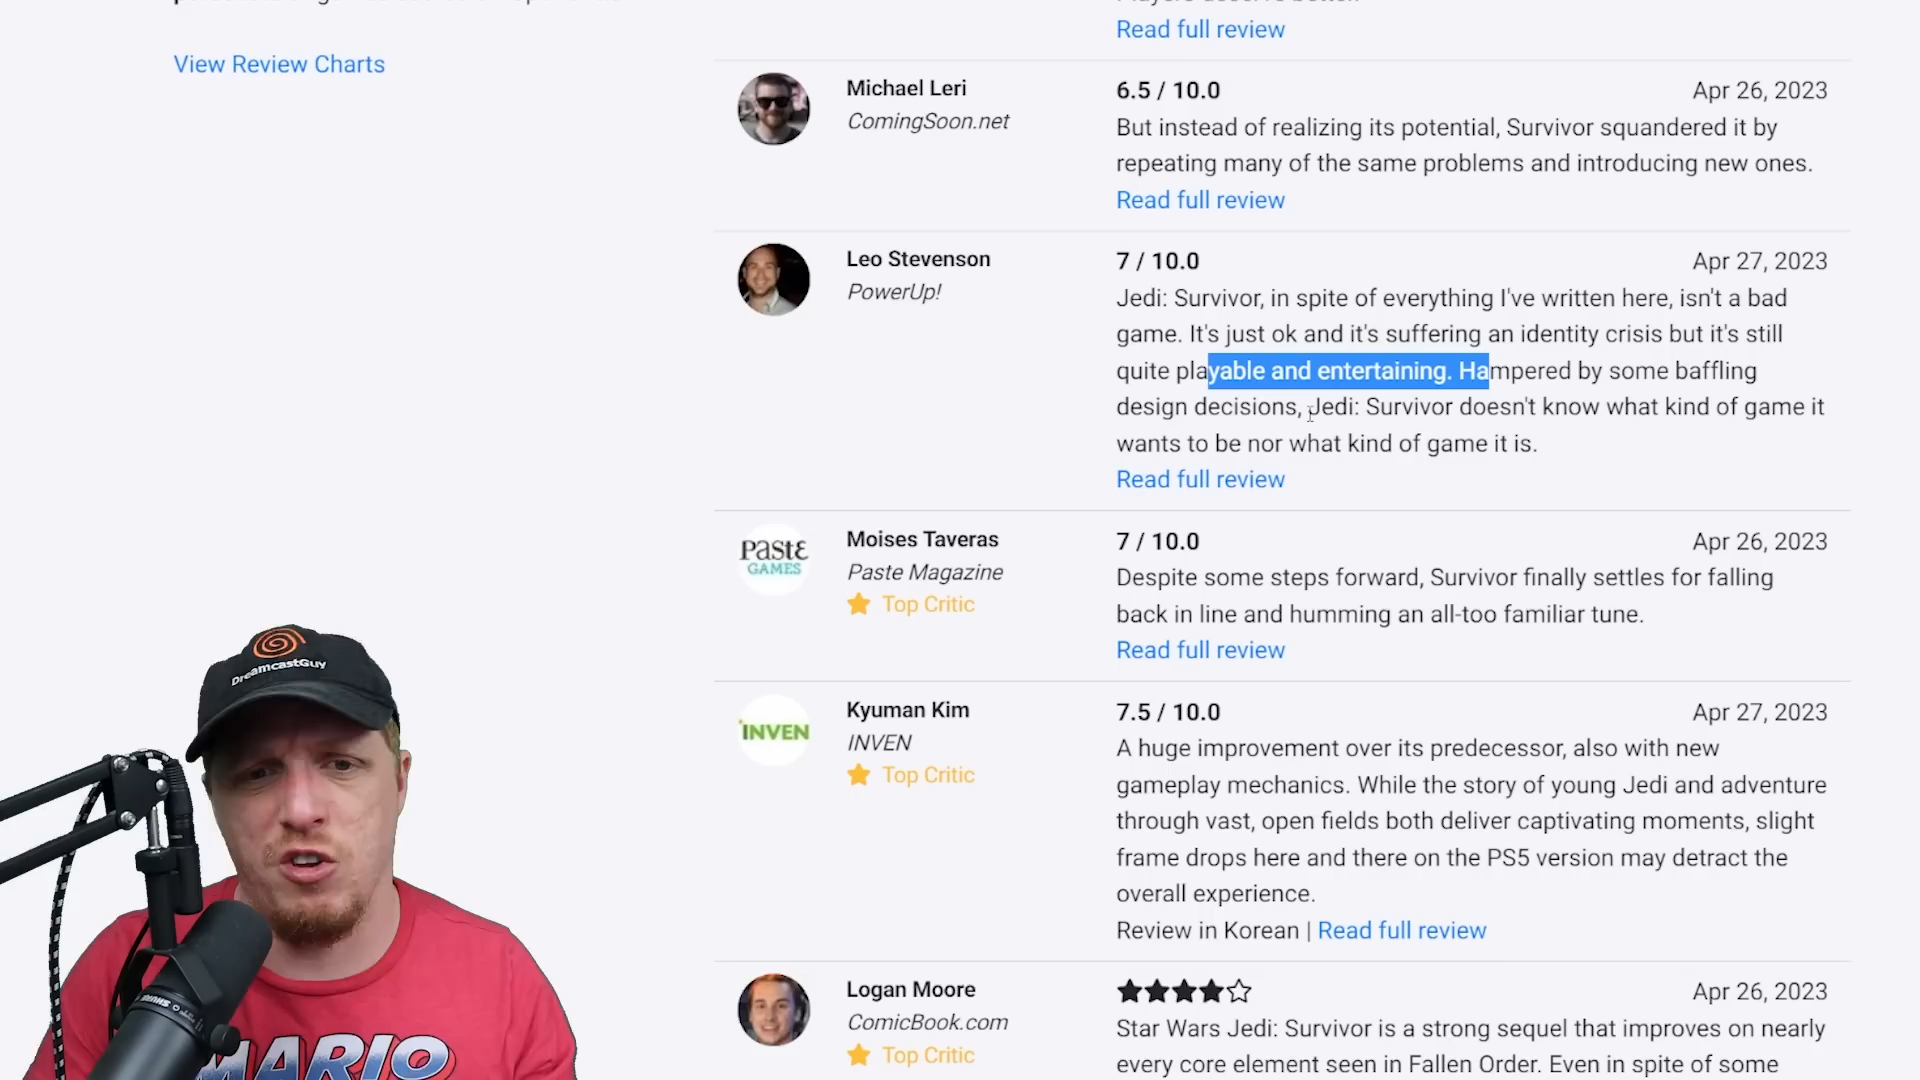 View Review Charts
Read full review
Michael Leri
ComingSoon.net
6.5 / 10.0
Apr 26, 2023
But instead of realizing its potential, Survivor squandered it by
repeating many of the same problems and introducing new ones.
Read full review
Leo Stevenson
PowerUp!
7 / 10.0
Apr 27, 2023
Jedi: Survivor, in spite of everything I've written here, isn't a bad
game. It's just ok and it's suffering an identity crisis but it's still
quite playable and entertaining. Hampered by some baffling
design decisions, Jedi: Survivor doesn't know what kind of game it
wants to be nor what kind of game it is.
Read full review
Paste
GAMES
Moises Taveras
Paste Magazine
Top Critic
7 / 10.0
Apr 26, 2023
Despite some steps forward, Survivor finally settles for falling
back in line and humming an all-too familiar tune.
Read full review
INVEN
Kyuman Kim
INVEN
Top Critic
7.5 / 10.0
Apr 27, 2023
A huge improvement over its predecessor, also with new
gameplay mechanics. While the story of young Jedi and adventure
through vast, open fields both deliver captivating moments, slight
frame drops here and there on the PS5 version may detract the
overall experience.
Review in Korean | Read full review
Logan Moore
ComicBook.com
Top Critic
Apr 26, 2023
Star Wars Jedi: Survivor is a strong sequel that improves on nearly
every core element seen in Fallen Order. Even in spite of some
DreamcastGuy
SHURE
MARIO